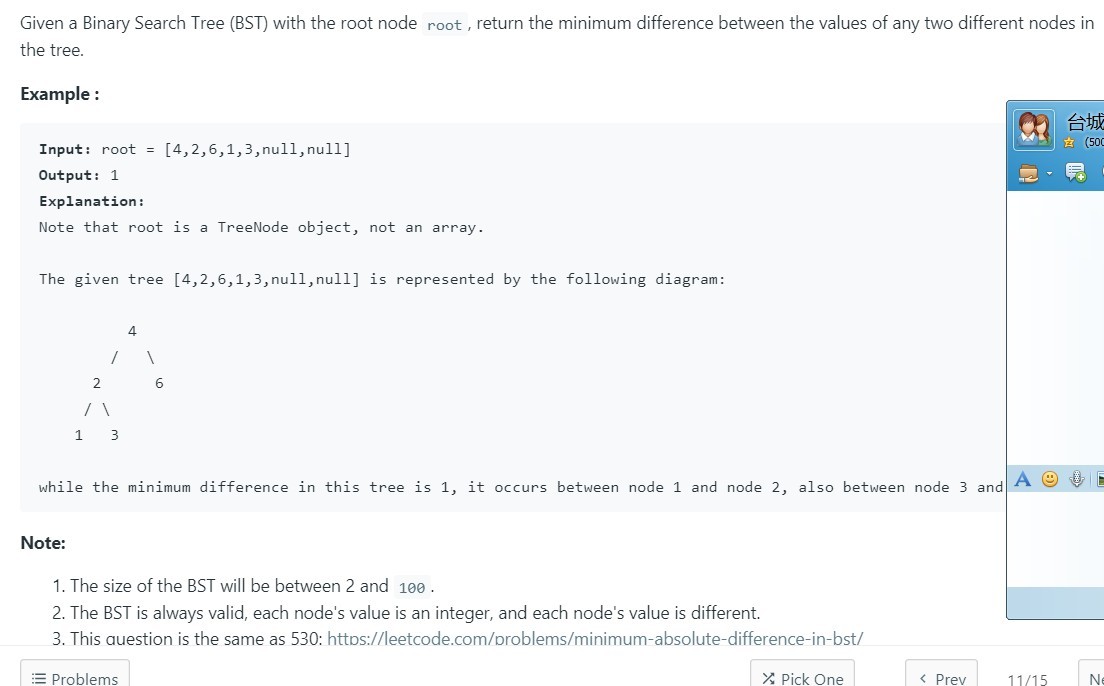 Given a Binary Search Tree (BST) with the root node root, return the minimum difference between the values of any two different nodes in
the tree.
Example :
Input: root = [4,2,6,1,3,null,null]
Output: 1
Explanation:
Note that root is a TreeNode object, not an array.
The given tree [4,2,6,1,3,null,null] is represented by the following diagram:
4
/ \
2 6
/ \
1 3
while the minimum difference in this tree is 1, it occurs between node 1 and node 2, also between node 3 and
Note:
1. The size of the BST will be between 2 and 100.
2. The BST is always valid, each node's value is an integer, and each node's value is different.
3. This question is the same as 530: https://leetcode.com/problems/minimum-absolute-difference-in-bst/
Problems
Pick One
< Prev
11/15
台城
(500
A